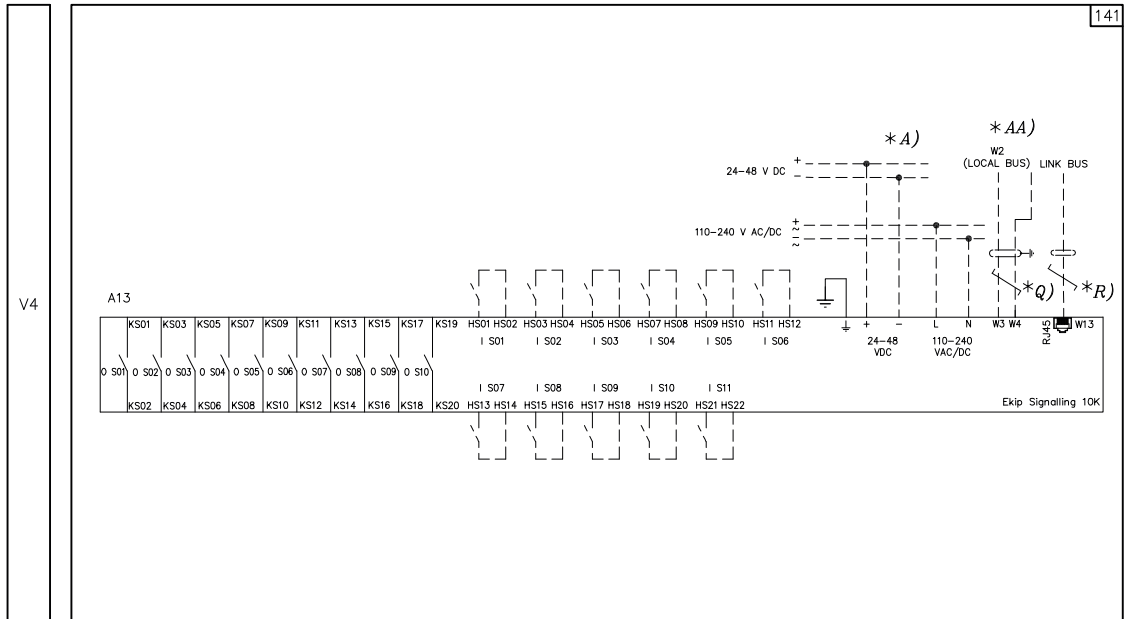 141
*AA)
*A)
W2
(LOCAL BUS) LINK BUS
+
24-48 V DC
-
+
~
110-240 V AC/DC
-
~
V4
*Q) *R)
A13
KS01 KS03 KS05 KS07 KS09 KS11 KS13 KS15 KS17 KS19 HS01 HS02 HS03 HS04 HS05 HS06 HS07 HS08 HS09 HS10 HS11 HS12 + - L N W3 W4 RJ45 W13
I S01 I S02 I S03 I S04 I S05 I S06 24-48 110-240
VDC VAC/DC
O S01 O S02 O S03 O S04 O S05 O S06 O S07 O S08 O S09 O S10
I S07 I S08 I S09 I S10 I S11
KS02 KS04 KS06 KS08 KS10 KS12 KS14 KS16 KS18 KS20 HS13 HS14 HS15 HS16 HS17 HS18 HS19 HS20 HS21 HS22 Ekip Signalling 10K